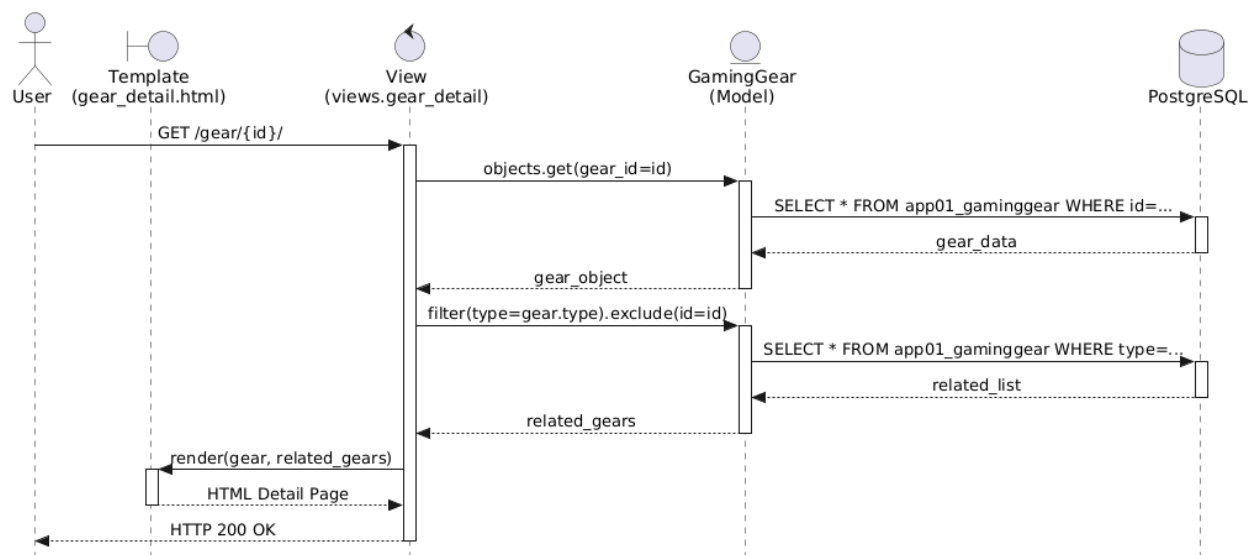 User
Template
(gear_detail.html)
View
(views.gear_detail)
GamingGear
(Model)
PostgreSQL
GET /gear/{id}/
objects.get(gear_id=id)
SELECT * FROM app01_gaminggear WHERE id=...
gear_data
gear_object
filter(type=gear.type).exclude(id=id)
SELECT * FROM app01_gaminggear WHERE type=...
related_list
related_gears
render(gear, related_gears)
HTML Detail Page
HTTP 200 OK